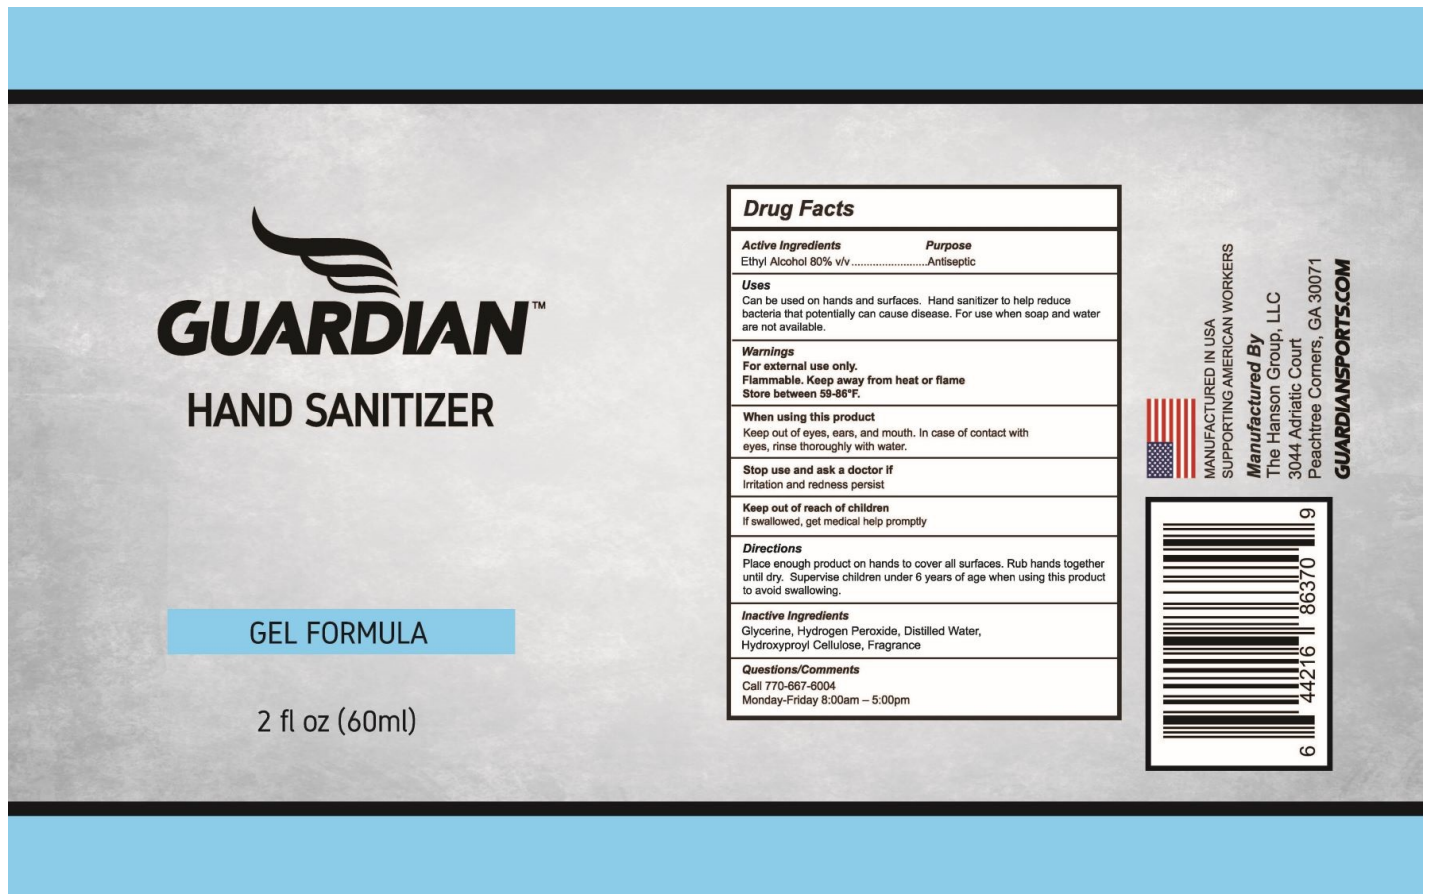 GUARDIAN™
HAND SANITIZER
GEL FORMULA
2 fl oz (60ml)
Drug Facts
Active Ingredients Purpose
Ethyl Alcohol 80% v/v.........................Antiseptic
Uses
Can be used on hands and surfaces. Hand sanitizer to help reduce
bacteria that potentially can cause disease. For use when soap and water
are not available.
Warnings
For external use only.
Flammable. Keep away from heat or flame
Store between 59-86°F.
When using this product
Keep out of eyes, ears, and mouth. In case of contact with
eyes, rinse thoroughly with water.
Stop use and ask a doctor if
Irritation and redness persist
Keep out of reach of children
If swallowed, get medical help promptly
Directions
Place enough product on hands to cover all surfaces. Rub hands together
until dry. Supervise children under 6 years of age when using this product
to avoid swallowing.
Inactive Ingredients
Glycerine, Hydrogen Peroxide, Distilled Water,
Hydroxyproyl Cellulose, Fragrance
Questions/Comments
Call 770-667-6004
Monday-Friday 8:00am – 5:00pm
MANUFACTURED IN USA
SUPPORTING AMERICAN WORKERS
Manufactured By
The Hanson Group, LLC
3044 Adriatic Court
Peachtree Corners, GA 30071
GUARDIANSPORTS.COM
6 44216 86370 9